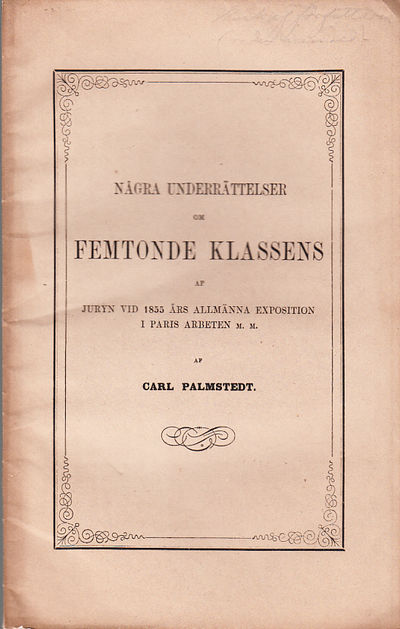 NÅGRA UNDERRÄTTELSER
OM
FEMTONDE KLASSENS
AF
JURYN VID 1855 ÅRS ALLMÄNNA EXPOSITION
I PARIS ARBETEN M. M.
AF
CARL PALMSTEDT.